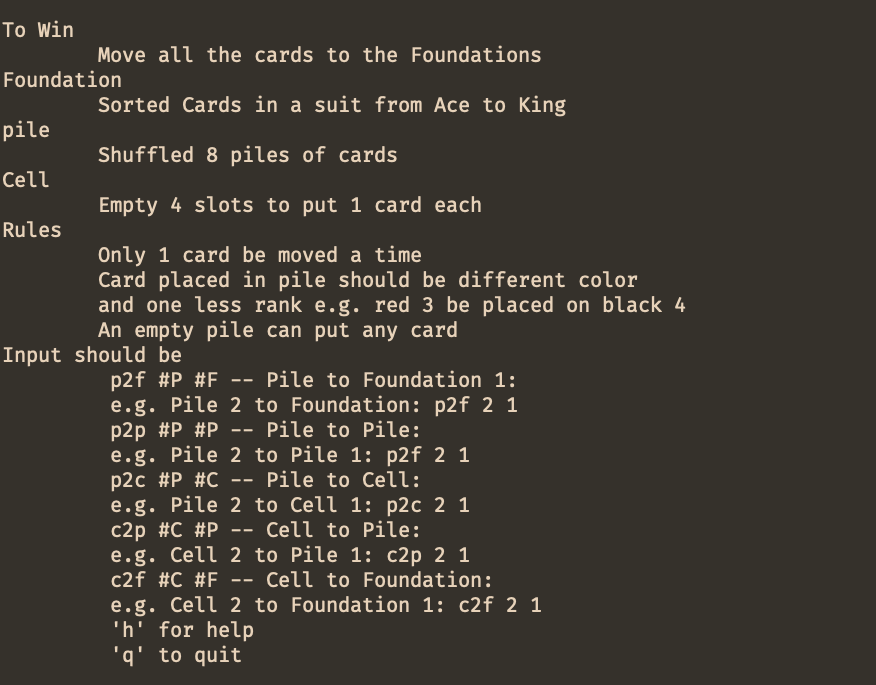 To Win
Move all the cards to the Foundations
Foundation
Sorted Cards in a suit from Ace to King
pile
Shuffled 8 piles of cards
Cell
Empty 4 slots to put 1 card each
Rules
Only 1 card be moved a time
Card placed in pile should be different color
and one less rank e.g. red 3 be placed on black 4
An empty pile can put any card
Input should be
p2f #P #F -- Pile to Foundation 1:
e.g. Pile 2 to Foundation: p2f 2 1
p2p #P #P -- Pile to Pile:
e.g. Pile 2 to Pile 1: p2f 2 1
p2c #P #C -- Pile to Cell:
e.g. Pile 2 to Cell 1: p2c 2 1
c2p #C #P -- Cell to Pile:
e.g. Cell 2 to Pile 1: c2p 2 1
c2f #C #F -- Cell to Foundation:
e.g. Cell 2 to Foundation 1: c2f 2 1
'h' for help
'q' to quit